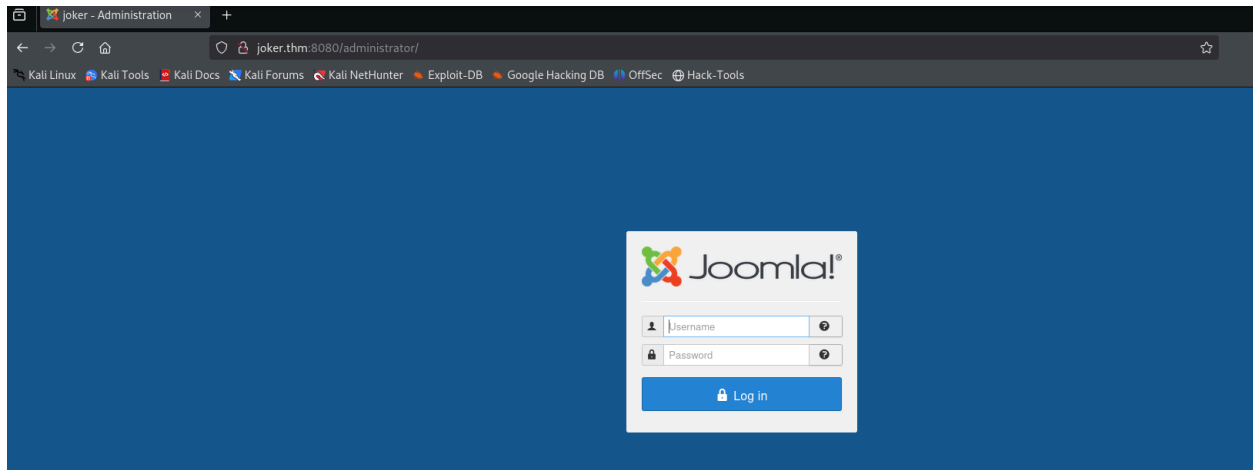 joker - Administration
joker.thm:8080/administrator/
Kali Linux Kali Tools Kali Docs Kali Forums Kali NetHunter Exploit-DB Google Hacking DB OffSec Hack-Tools
Joomla!®
Username
Password
Log in